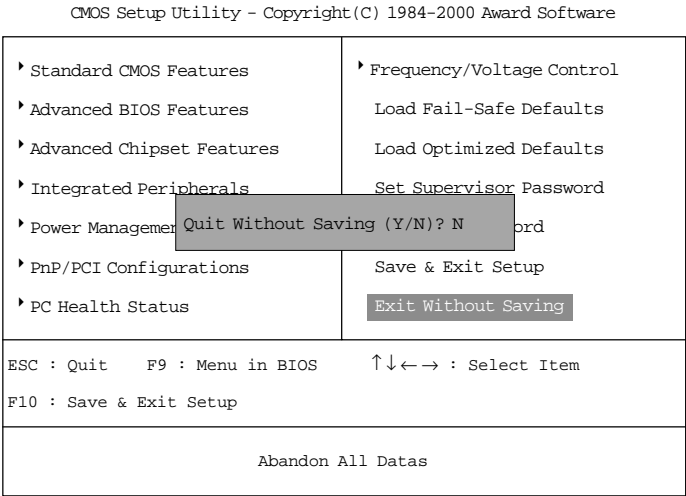 CMOS Setup Utility - Copyright(C) 1984-2000 Award Software
Standard CMOS Features
Advanced BIOS Features
Advanced Chipset Features
Integrated Peripherals
Power
PnP/PCI Configurations
PC Health Status
Frequency/Voltage Control
Load Fail-Safe Defaults
Load Optimized Defaults
Set Supervisor Password
Save & Exit Setup
Exit Without Saving
Quit Without Saving (Y/N)? N
ESC : Quit F9 : Menu in BIOS ↑↓←→ : Select Item
F10 : Save & Exit Setup
Abandon All Datas